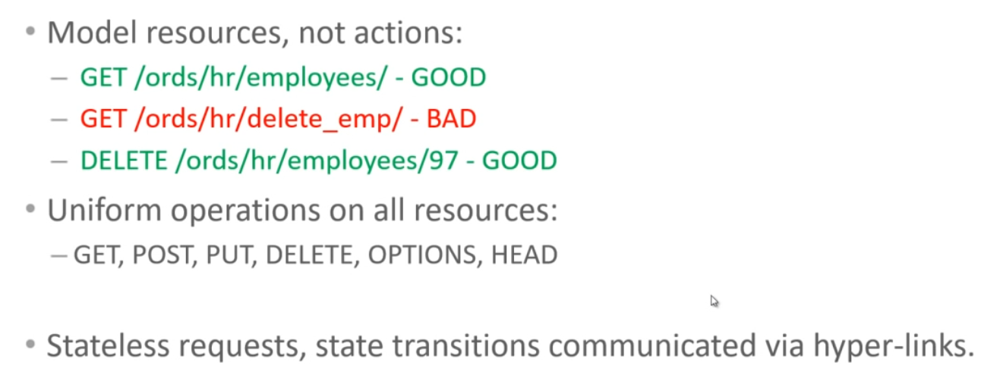 • Model resources, not actions:
– GET /ords/hr/employees/ - GOOD
– GET /ords/hr/delete_emp/ - BAD
– DELETE /ords/hr/employees/97 - GOOD
• Uniform operations on all resources:
– GET, POST, PUT, DELETE, OPTIONS, HEAD
• Stateless requests, state transitions communicated via hyper-links.